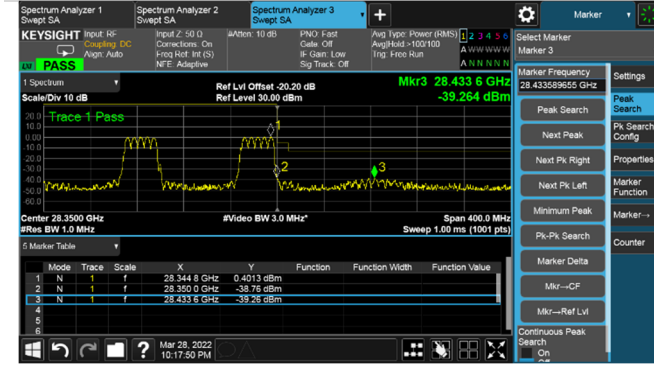 Spectrum Analyzer 1
Swept SA
Spectrum Analyzer 2
Swept SA
Spectrum Analyzer 3
Swept SA
Marker
KEYSIGHT
Input: RF
Coupling: DC
Align: Auto
Input Z: 50 Ω
Corrections: On
Freq Ref: Int (S)
NFE: Adaptive
#Atten: 10 dB
PNO: Fast
Gate: Off
IF Gain: Low
Sig Track: Off
Avg Type: Power (RMS)
Avg|Hold >100/100
Trig: Free Run
1 2 3 4 5 6
A W W W W W
A N N N N N
PASS
1 Spectrum
Scale/Div 10 dB
Ref Lvl Offset -20.20 dB
Ref Level 30.00 dBm
Mkr3 28.433 6 GHz
-39.264 dBm
Trace 1 Pass
20.0
10.0
0.00
-10.0
-20.0
-30.0
-40.0
-50.0
-60.0
1
2
3
Center 28.3500 GHz
#Res BW 1.0 MHz
#Video BW 3.0 MHz*
Span 400.0 MHz
Sweep 1.00 ms (1001 pts)
5 Marker Table
Mode Trace Scale X Y Function Function Width Function Value
1 N 1 f 28.344 8 GHz 0.4013 dBm
2 N 1 f 28.350 0 GHz -38.76 dBm
3 N 1 f 28.433 6 GHz -39.26 dBm
4
5
6
Mar 28, 2022
10:17:50 PM
Select Marker
Marker 3
Marker Frequency
28.433589655 GHz
Peak Search
Next Peak
Next Pk Right
Next Pk Left
Minimum Peak
Pk-Pk Search
Marker Delta
Mkr→CF
Mkr→Ref Lvl
Continuous Peak
Search
On
Off
Settings
Peak
Search
Pk Search
Config
Properties
Marker
Function
Marker→
Counter